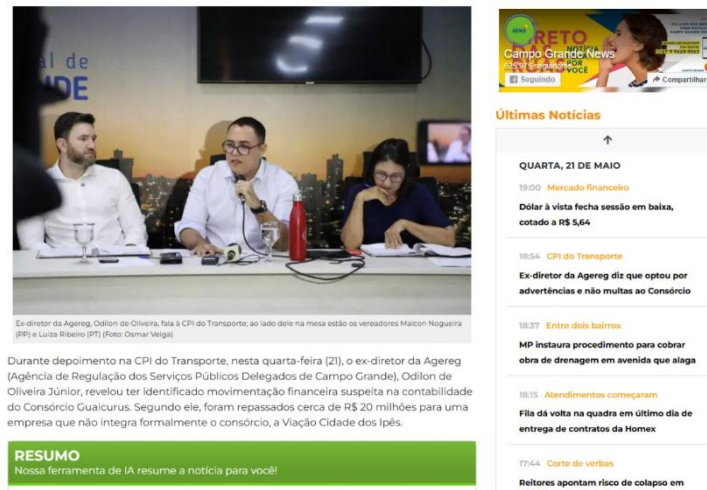 al de
DE
Ex-diretor da Agereg, Odilon de Oliveira, fala à CPI do Transporte; ao lado dele na mesa estão os vereadores Maicon Nogueira
(PP) e Luiza Ribeiro (PT) (Foto: Osmar Veiga)
Durante depoimento na CPI do Transporte, nesta quarta-feira (21), o ex-diretor da Agereg
(Agência de Regulação dos Serviços Públicos Delegados de Campo Grande), Odilon de
Oliveira Júnior, revelou ter identificado movimentação financeira suspeita na contabilidade
do Consórcio Guaicurus. Segundo ele, foram repassados cerca de R$ 20 milhões para uma
empresa que não integra formalmente o consórcio, a Viação Cidade dos Ipês.
RESUMO
Nossa ferramenta de IA resume a notícia para você!
RETO
NOTÍCIA
POR
VOCÊ
Campo Grande News
625.975 seguidores
Seguindo
Compartilhar
Últimas Notícias
QUARTA, 21 DE MAIO
19:00 Mercado financeiro
Dólar à vista fecha sessão em baixa,
cotado a R$ 5,64
18:54 CPI do Transporte
Ex-diretor da Agereg diz que optou por
advertências e não multas ao Consórcio
18:37 Entre dois bairros
MP instaura procedimento para cobrar
obra de drenagem em avenida que alaga
18:15 Atendimentos começaram
Fila dá volta na quadra em último dia de
entrega de contratos da Homex
17:44 Corte de verbas
Reitores apontam risco de colapso em